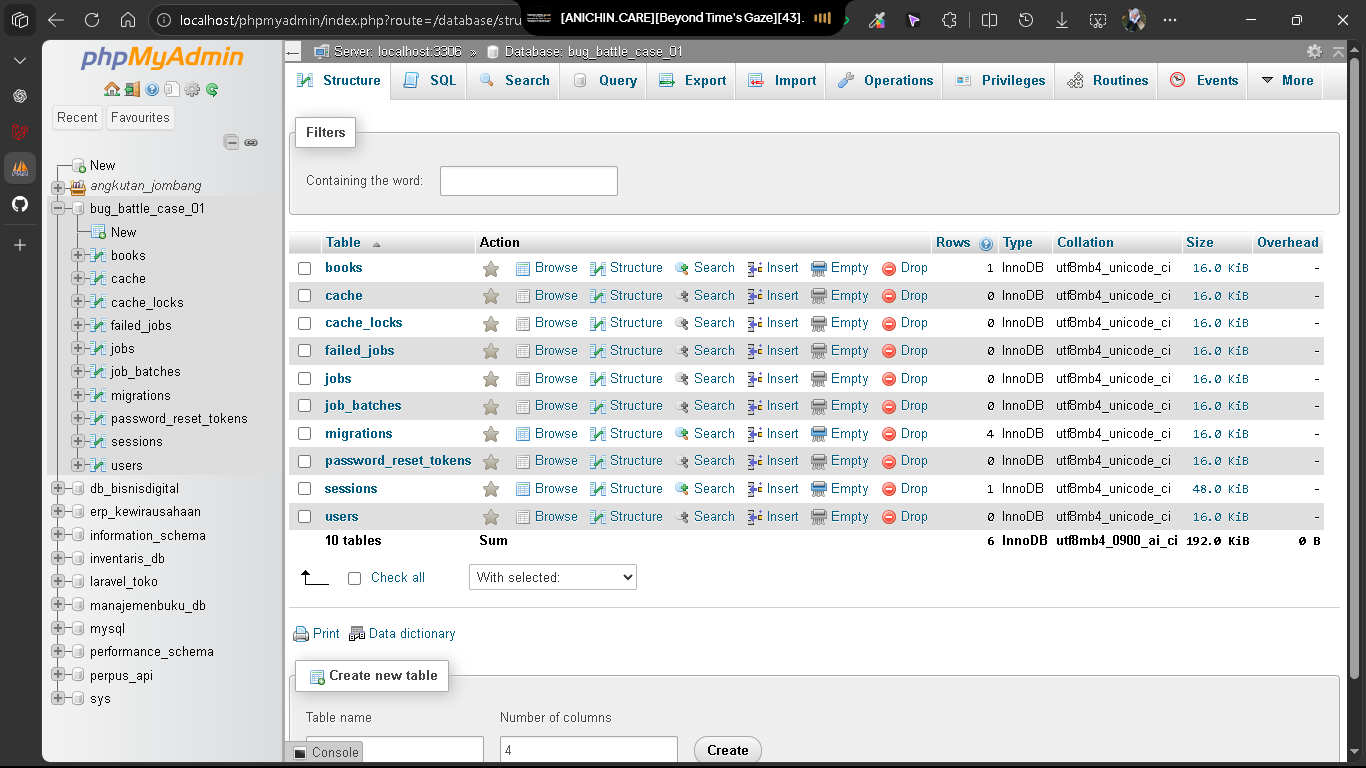 localhost/phpmyadmin/index.php?route=/database/stru
[ANICHIN.CARE][Beyond Time's Gaze][43].
phpMyAdmin
Recent Favourites
New
angkutan_jombang
bug_battle_case_01
New
books
cache
cache_locks
failed_jobs
jobs
job_batches
migrations
password_reset_tokens
sessions
users
db_bisnisdigital
erp_kewirausahaan
information_schema
inventaris_db
laravel_toko
manajemenbuku_db
mysql
performance_schema
perpus_api
sys
Server: localhost:3306 » Database: bug_battle_case_01
Structure SQL Search Query Export Import Operations Privileges Routines Events More
Filters
Containing the word:
Table Action Rows Type Collation Size Overhead
books Browse Structure Search Insert Empty Drop 1 InnoDB utf8mb4_unicode_ci 16.0 KiB -
cache Browse Structure Search Insert Empty Drop 0 InnoDB utf8mb4_unicode_ci 16.0 KiB -
cache_locks Browse Structure Search Insert Empty Drop 0 InnoDB utf8mb4_unicode_ci 16.0 KiB -
failed_jobs Browse Structure Search Insert Empty Drop 0 InnoDB utf8mb4_unicode_ci 16.0 KiB -
jobs Browse Structure Search Insert Empty Drop 0 InnoDB utf8mb4_unicode_ci 16.0 KiB -
job_batches Browse Structure Search Insert Empty Drop 0 InnoDB utf8mb4_unicode_ci 16.0 KiB -
migrations Browse Structure Search Insert Empty Drop 4 InnoDB utf8mb4_unicode_ci 16.0 KiB -
password_reset_tokens Browse Structure Search Insert Empty Drop 0 InnoDB utf8mb4_unicode_ci 16.0 KiB -
sessions Browse Structure Search Insert Empty Drop 1 InnoDB utf8mb4_unicode_ci 48.0 KiB -
users Browse Structure Search Insert Empty Drop 0 InnoDB utf8mb4_unicode_ci 16.0 KiB -
10 tables Sum 6 InnoDB utf8mb4_0900_ai_ci 192.0 KiB 0 B
Check all With selected:
Print Data dictionary
Create new table
Table name Number of columns
4 Create
Console